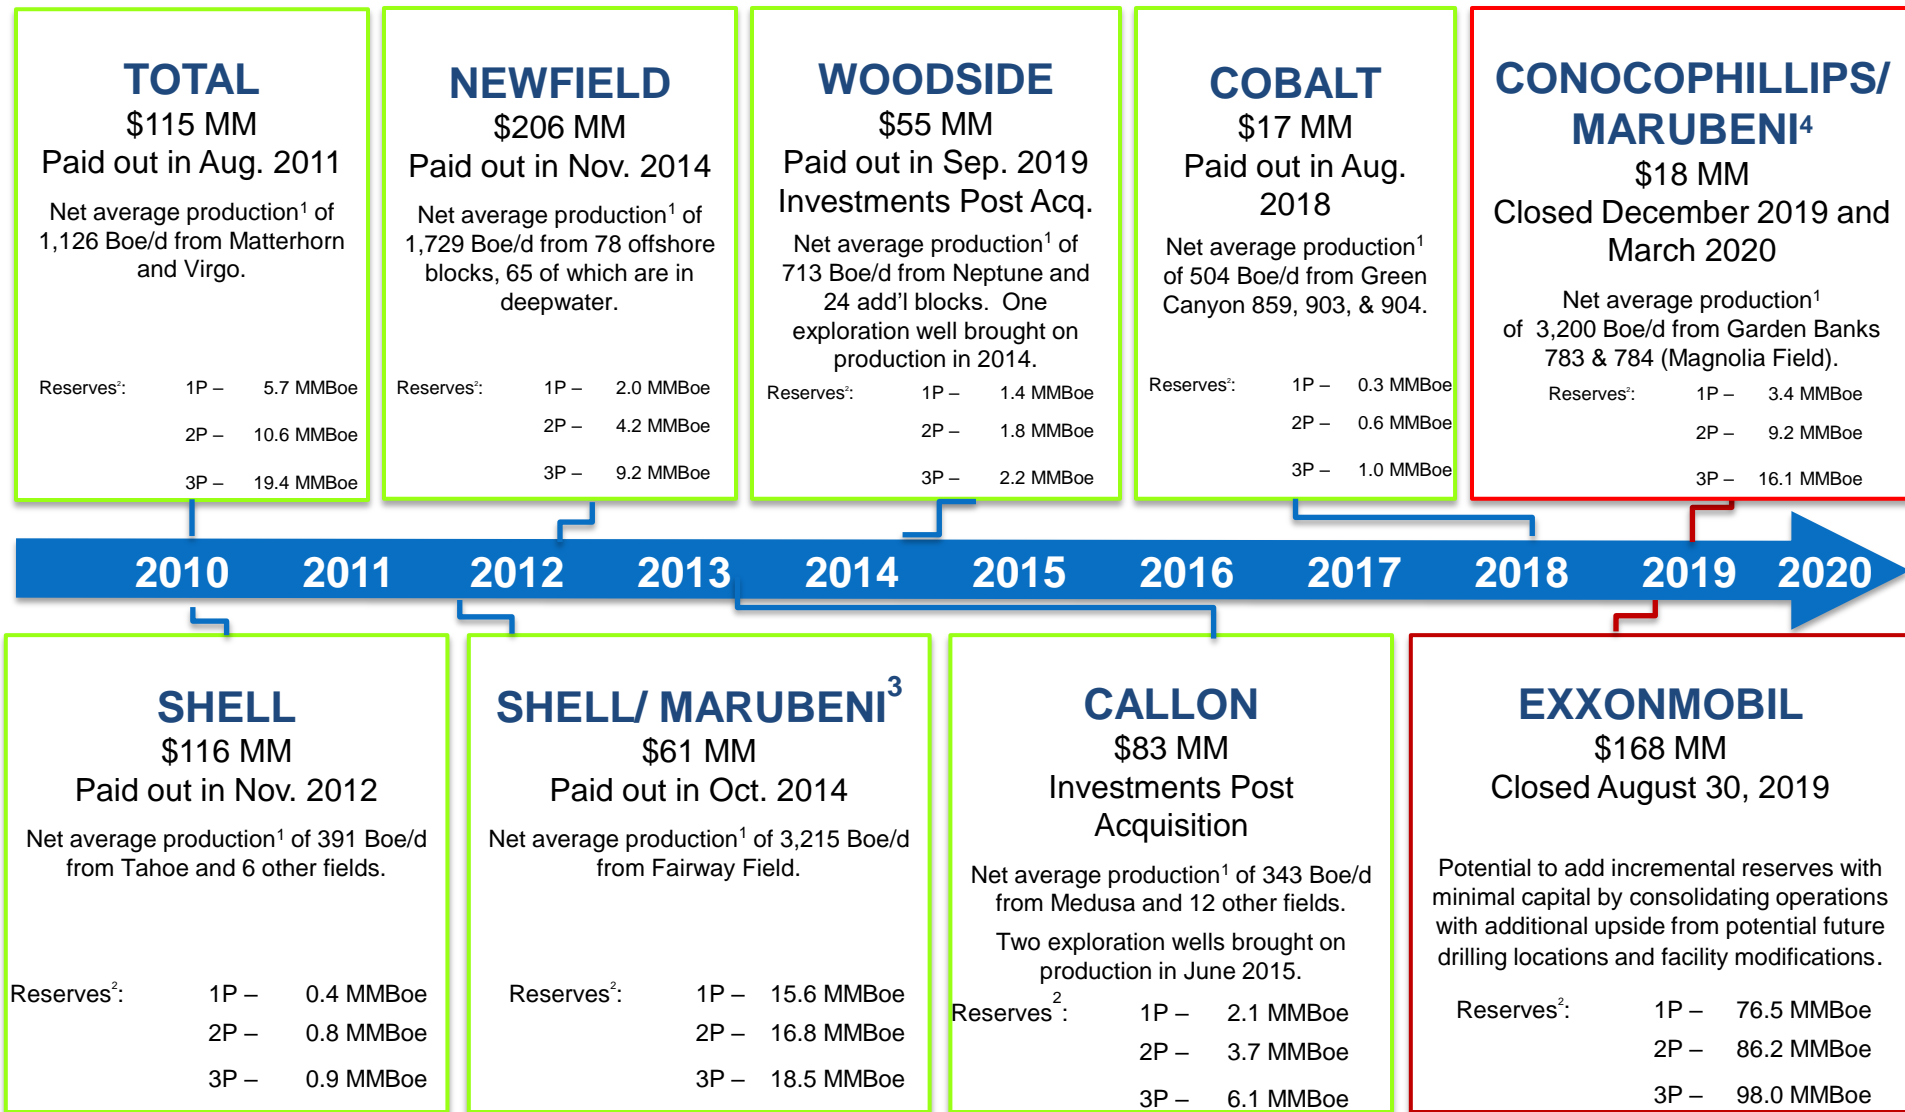 TOTAL
$115 MM
Paid out in Aug. 2011
Net average production¹ of
1,126 Boe/d from Matterhorn
and Virgo.
Reserves²: 1P – 5.7 MMBoe
2P – 10.6 MMBoe
3P – 19.4 MMBoe
NEWFIELD
$206 MM
Paid out in Nov. 2014
Net average production¹ of
1,729 Boe/d from 78 offshore
blocks, 65 of which are in
deepwater.
Reserves²: 1P – 2.0 MMBoe
2P – 4.2 MMBoe
3P – 9.2 MMBoe
WOODSIDE
$55 MM
Paid out in Sep. 2019
Investments Post Acq.
Net average production¹ of
713 Boe/d from Neptune and
24 add’l blocks. One
exploration well brought on
production in 2014.
Reserves²: 1P – 1.4 MMBoe
2P – 1.8 MMBoe
3P – 2.2 MMBoe
COBALT
$17 MM
Paid out in Aug.
2018
Net average production¹
of 504 Boe/d from Green
Canyon 859, 903, & 904.
Reserves²: 1P – 0.3 MMBoe
2P – 0.6 MMBoe
3P – 1.0 MMBoe
CONOCOPHILLIPS/
MARUBENI⁴
$18 MM
Closed December 2019 and
March 2020
Net average production¹
of 3,200 Boe/d from Garden Banks
783 & 784 (Magnolia Field).
Reserves²: 1P – 3.4 MMBoe
2P – 9.2 MMBoe
3P – 16.1 MMBoe
2010 2011 2012 2013 2014 2015 2016 2017 2018 2019 2020
SHELL
$116 MM
Paid out in Nov. 2012
Net average production¹ of 391 Boe/d
from Tahoe and 6 other fields.
Reserves²: 1P – 0.4 MMBoe
2P – 0.8 MMBoe
3P – 0.9 MMBoe
SHELL/ MARUBENI³
$61 MM
Paid out in Oct. 2014
Net average production¹ of 3,215 Boe/d
from Fairway Field.
Reserves²: 1P – 15.6 MMBoe
2P – 16.8 MMBoe
3P – 18.5 MMBoe
CALLON
$83 MM
Investments Post
Acquisition
Net average production¹ of 343 Boe/d
from Medusa and 12 other fields.
Two exploration wells brought on
production in June 2015.
Reserves²: 1P – 2.1 MMBoe
2P – 3.7 MMBoe
3P – 6.1 MMBoe
EXXONMOBIL
$168 MM
Closed August 30, 2019
Potential to add incremental reserves with
minimal capital by consolidating operations
with additional upside from potential future
drilling locations and facility modifications.
Reserves²: 1P – 76.5 MMBoe
2P – 86.2 MMBoe
3P – 98.0 MMBoe